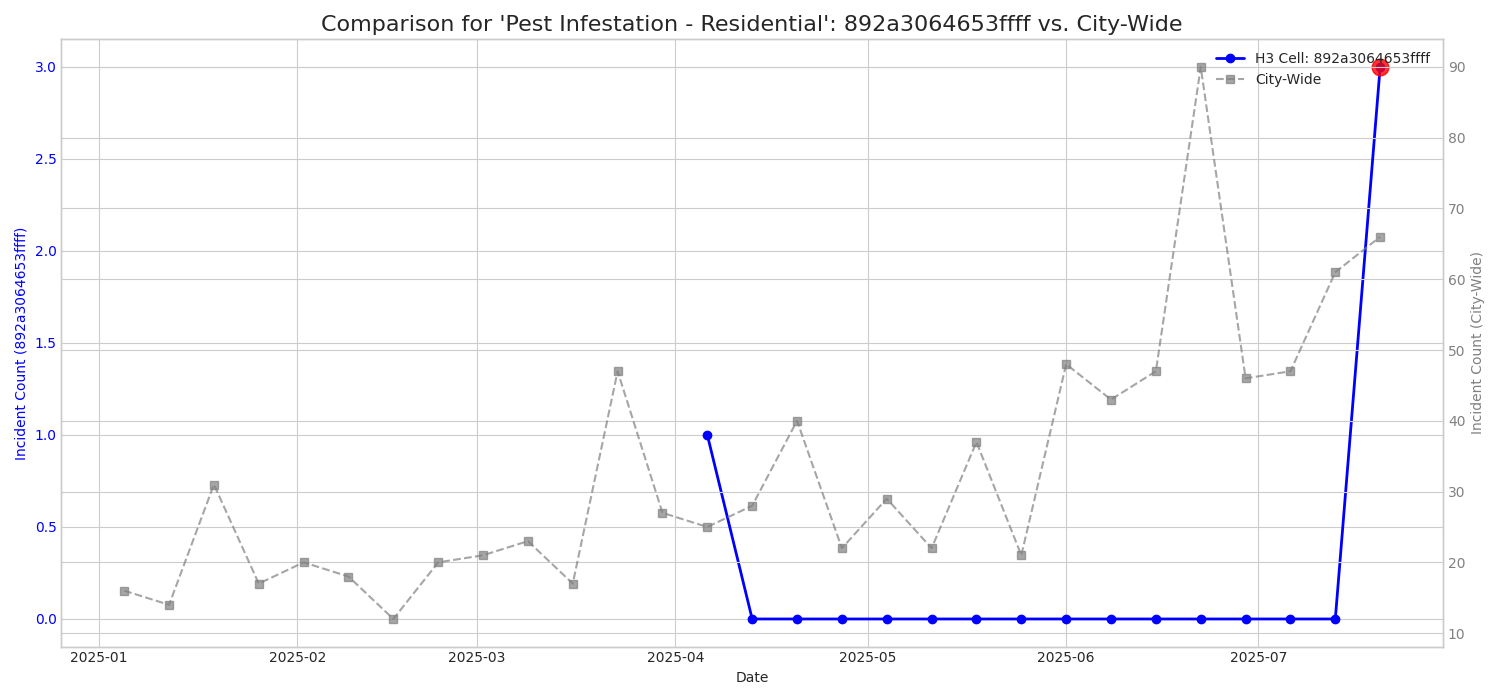 Comparison for 'Pest Infestation - Residential': 892a3064653ffff vs. City-Wide
H3 Cell: 892a3064653ffff
City-Wide
Incident Count (892a3064653ffff)
3.0
2.5
2.0
1.5
1.0
0.5
0.0
90
80
70
60
50
40
30
20
10
Incident Count (City-Wide)
2025-01 2025-02 2025-03 2025-04 2025-05 2025-06 2025-07
Date